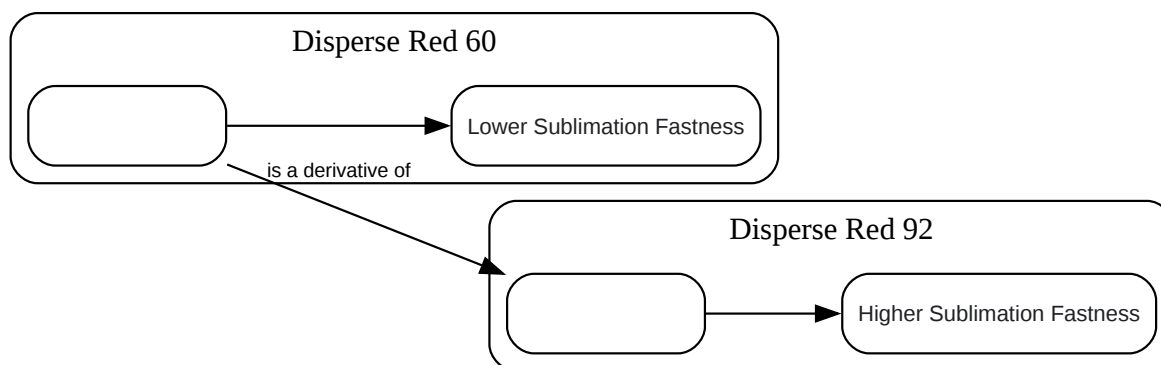 Disperse Red 60
Lower Sublimation Fastness
is a derivative of
Disperse Red 92
Higher Sublimation Fastness